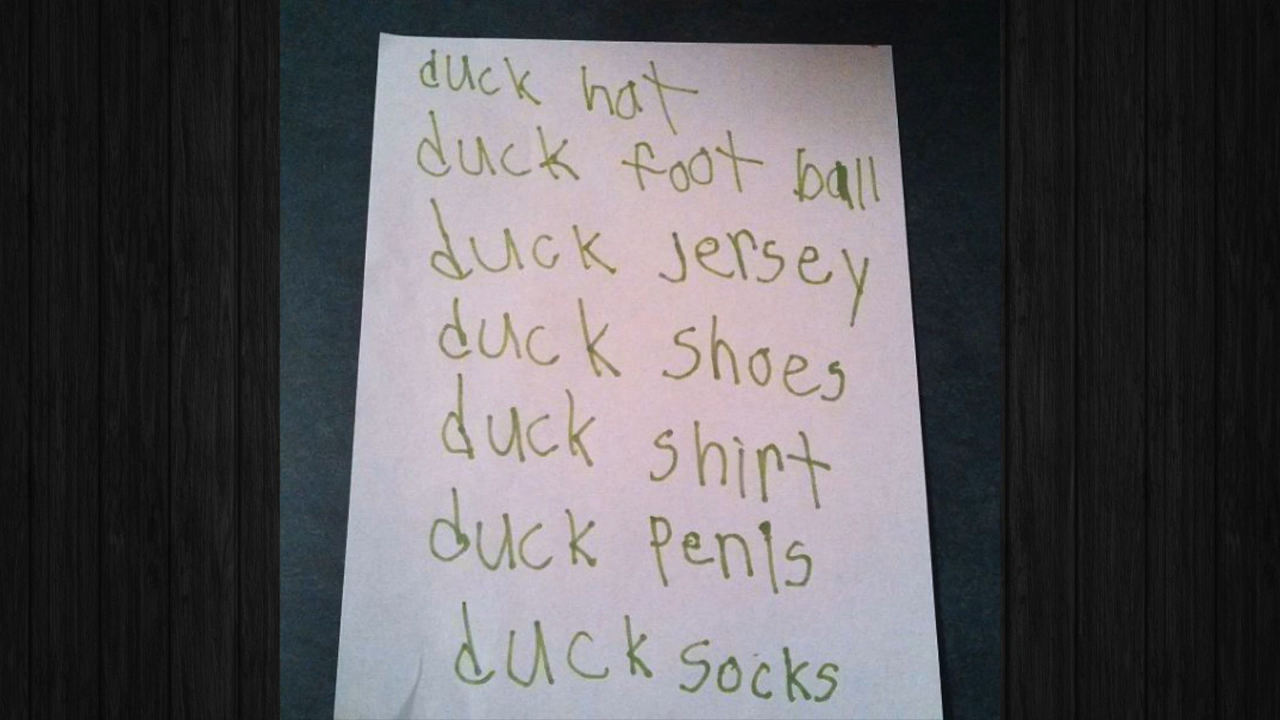 duck hat
duck foot ball
duck jersey
duck shoes
duck shirt
duck penis
duck socks